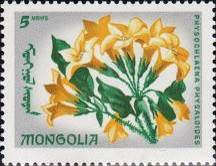 5 МӨНГӨ
PHYSOCHLAENA PHYSALOIDES
MONGOLIA